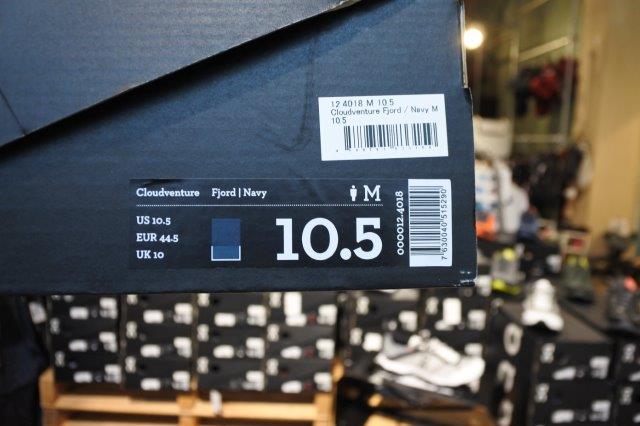 12 4018 M 10.5
Cloudventure Fjord / Navy M
10.5
Cloudventure Fjord | Navy M
US 10.5
EUR 44.5
UK 10
10.5
000012.4018
7630040515290